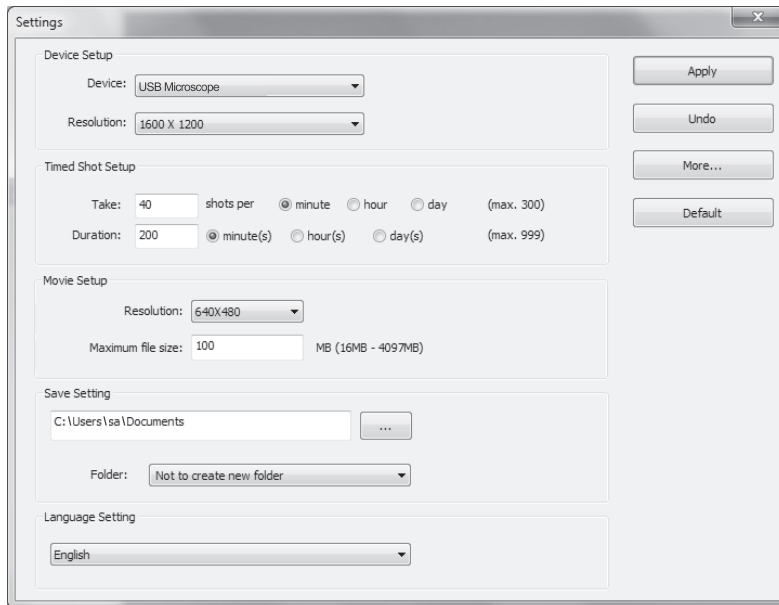 Settings
x
Device Setup
Device: USB Microscope
Resolution: 1600 X 1200
Timed Shot Setup
Take: 40 shots per minute hour day (max. 300)
Duration: 200 minute(s) hour(s) day(s) (max. 999)
Movie Setup
Resolution: 640X480
Maximum file size: 100 MB (16MB - 4097MB)
Save Setting
C:\Users\sa\Documents
...
Folder: Not to create new folder
Language Setting
English
Apply
Undo
More...
Default